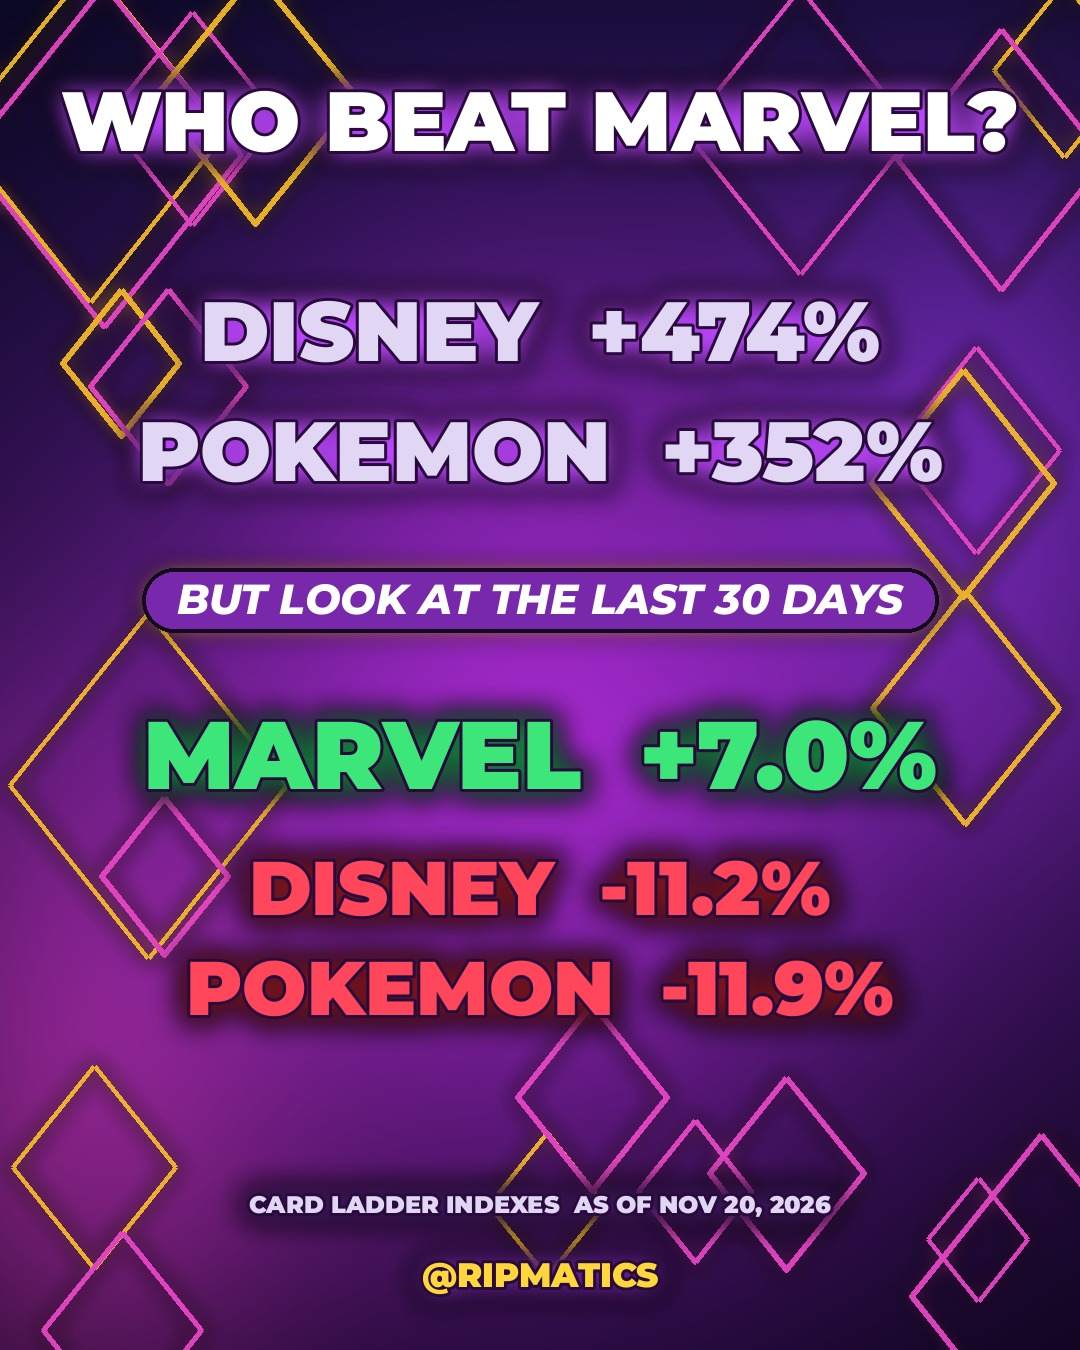 WHO BEAT MARVEL?
DISNEY +474%
POKEMON +352%
BUT LOOK AT THE LAST 30 DAYS
MARVEL +7.0%
DISNEY -11.2%
POKEMON -11.9%
CARD LADDER INDEXES AS OF NOV 20, 2026
@RIPMATICS